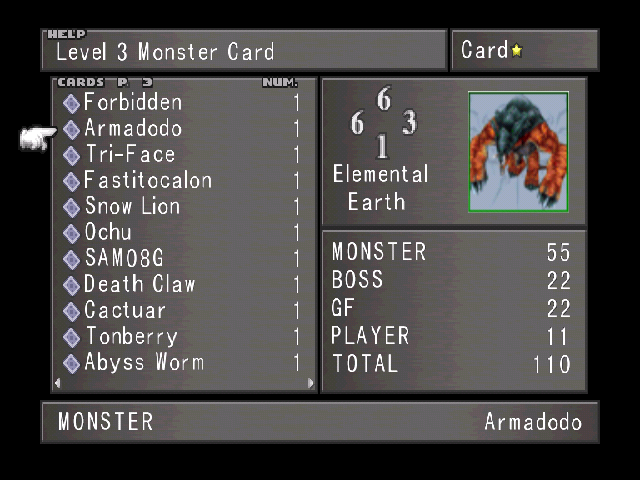 HELP
Level 3 Monster Card
Card
CARDS P. 3 NUM.
Forbidden 1
Armadodo 1
Tri-Face 1
Fastitocalon 1
Snow Lion 1
Ochu 1
SAM08G 1
Death Claw 1
Cactuar 1
Tonberry 1
Abyss Worm 1
6
6 3
1
Elemental
Earth
MONSTER 55
BOSS 22
GF 22
PLAYER 11
TOTAL 110
MONSTER Armadodo